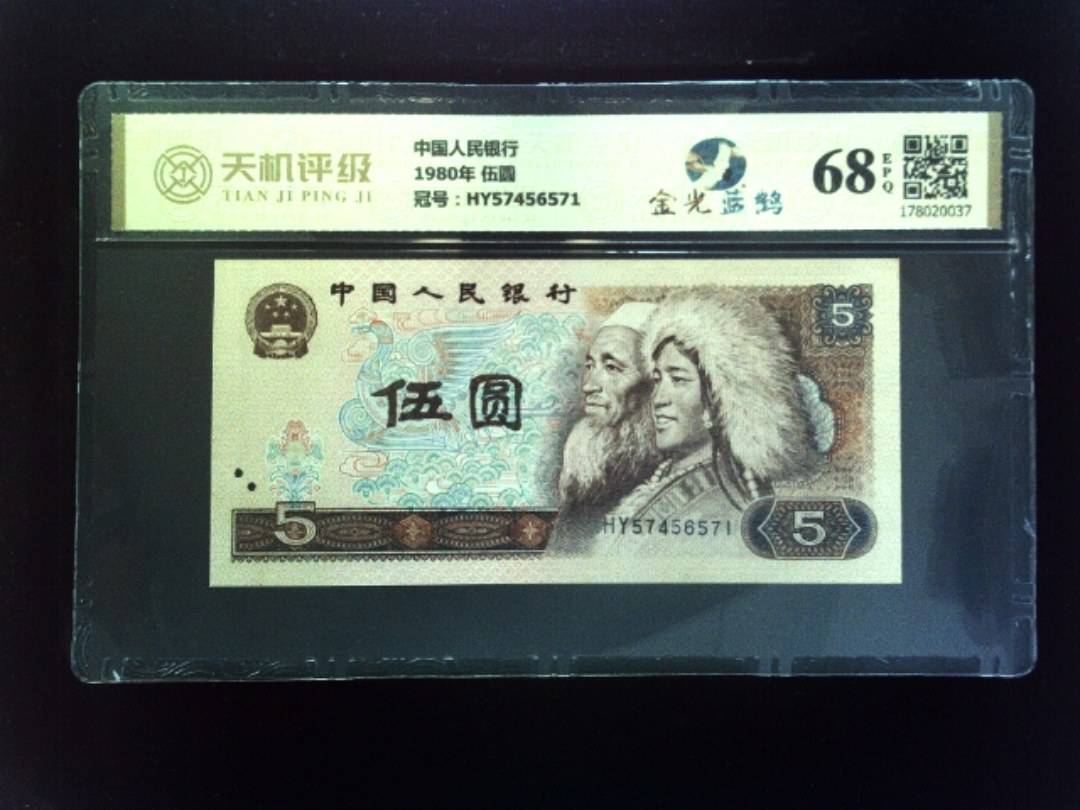 天机评级
TIAN JI PING JI
中国人民银行
1980年 伍圆
冠号：HY57456571
金光蓝鹤
68
EPQ
178020037
中国人民银行
5
伍圆
5
HY57456571
5